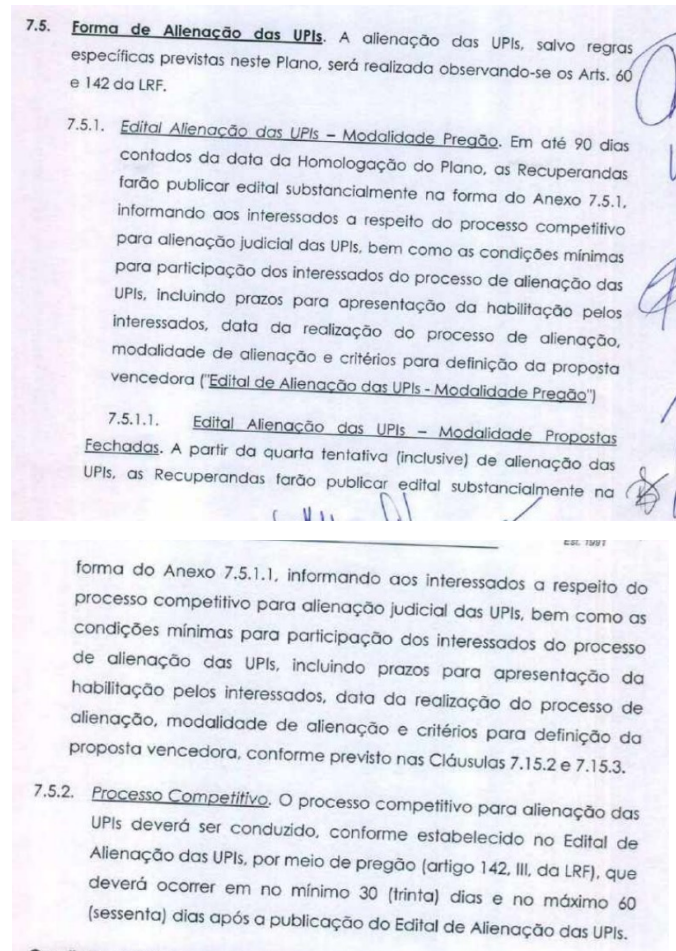 7.5. Forma de Alienação das UPIs. A alienação das UPIs, salvo regras
específicas previstas neste Plano, será realizada observando-se os Arts. 60
e 142 da LRF.
7.5.1. Edital Alienação das UPIs – Modalidade Pregão. Em até 90 dias
contados da data da Homologação do Plano, as Recuperandas
farão publicar edital substancialmente na forma do Anexo 7.5.1,
informando aos interessados a respeito do processo competitivo
para alienação judicial das UPIs, bem como as condições mínimas
para participação dos interessados do processo de alienação das
UPIs, incluindo prazos para apresentação da habilitação pelos
interessados, data da realização do processo de alienação,
modalidade de alienação e critérios para definição da proposta
vencedora ("Edital de Alienação das UPIs - Modalidade Pregão")
7.5.1.1. Edital Alienação das UPIs – Modalidade Propostas
Fechadas. A partir da quarta tentativa (inclusive) de alienação das
UPIs, as Recuperandas farão publicar edital substancialmente na
Est. 1991
forma do Anexo 7.5.1.1, informando aos interessados a respeito do
processo competitivo para alienação judicial das UPIs, bem como as
condições mínimas para participação dos interessados do processo
de alienação das UPIs, incluindo prazos para apresentação da
habilitação pelos interessados, data da realização do processo de
alienação, modalidade de alienação e critérios para definição da
proposta vencedora, conforme previsto nas Cláusulas 7.15.2 e 7.15.3.
7.5.2. Processo Competitivo. O processo competitivo para alienação das
UPIs deverá ser conduzido, conforme estabelecido no Edital de
Alienação das UPIs, por meio de pregão (artigo 142, III, da LRF), que
deverá ocorrer em no mínimo 30 (trinta) dias e no máximo 60
(sessenta) dias após a publicação do Edital de Alienação das UPIs.